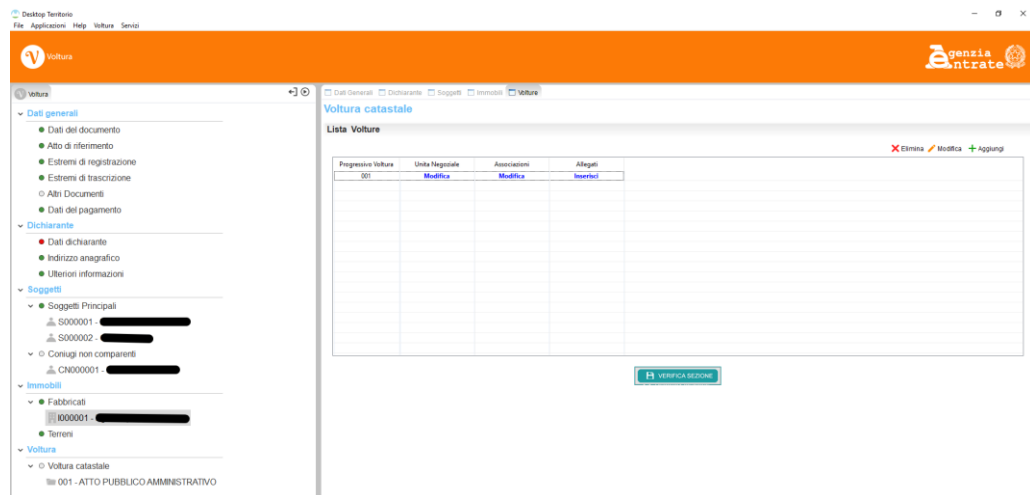 Desktop Territorio
File Applicazioni Help Voltura Servizi
V Voltura
Agenzia
Entrate
Voltura
Dati generali
Dati del documento
Atto di riferimento
Estremi di registrazione
Estremi di trascrizione
Altri Documenti
Dati del pagamento
Dichiarante
Dati dichiarante
Indirizzo anagrafico
Ulteriori informazioni
Soggetti
Soggetti Principali
S000001 -
S000002 -
Coniugi non comparenti
CN000001 -
Immobili
Fabbricati
I000001 -
Terreni
Voltura
Voltura catastale
001 - ATTO PUBBLICO AMMINISTRATIVO
Dati Generali Dichiarante Soggetti Immobili Volture
Voltura catastale
Lista Volture
Elimina Modifica Aggiungi
Progressivo Voltura Unita Negoziale Associazioni Allegati
001 Modifica Modifica Inserisci
VERIFICA SEZIONE